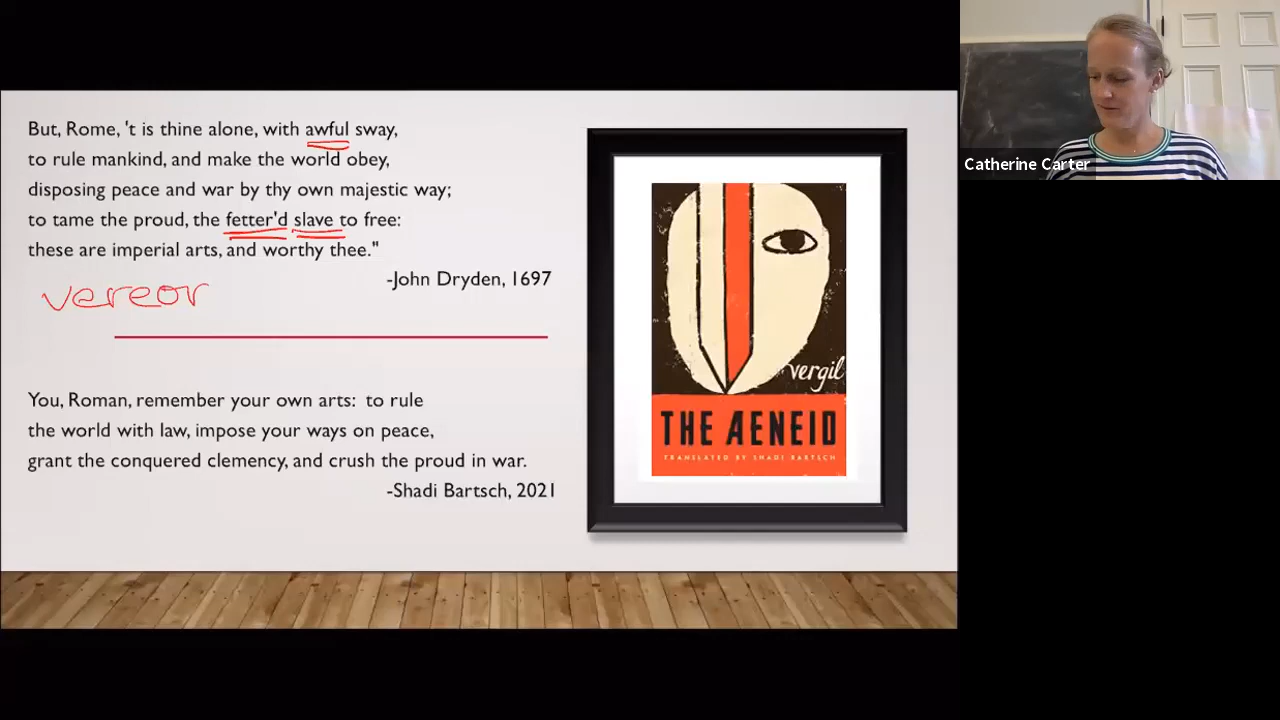 But, Rome, 't is thine alone, with awful sway,
to rule mankind, and make the world obey,
disposing peace and war by thy own majestic way;
to tame the proud, the fetter'd slave to free:
these are imperial arts, and worthy thee."
-John Dryden, 1697
vereor
You, Roman, remember your own arts: to rule
the world with law, impose your ways on peace,
grant the conquered clemency, and crush the proud in war.
-Shadi Bartsch, 2021
vergil
THE AENEID
TRANSLATED BY SHADI BARTSCH
Catherine Carter